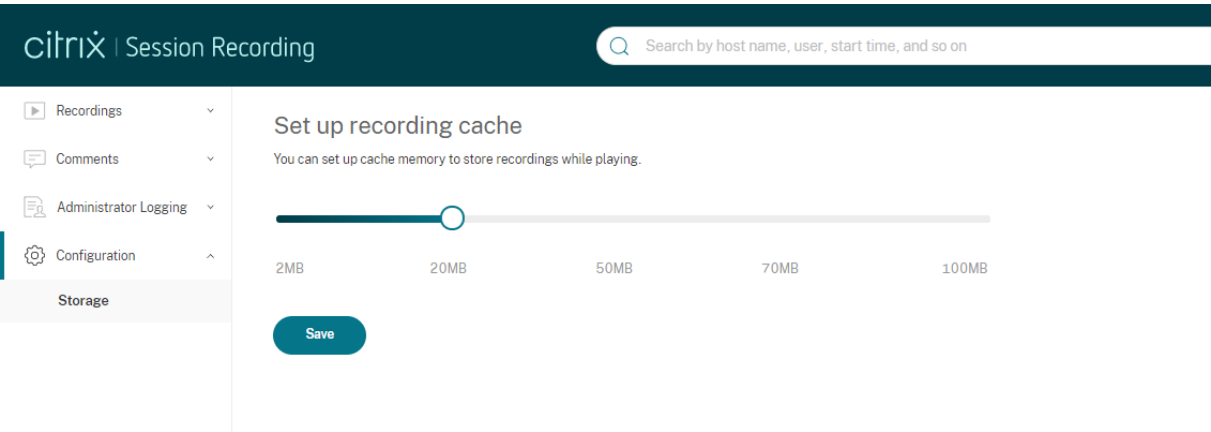 citrix | Session Recording
Search by host name, user, start time, and so on
Recordings
Comments
Administrator Logging
Configuration
Storage
Set up recording cache
You can set up cache memory to store recordings while playing.
2MB 20MB 50MB 70MB 100MB
Save